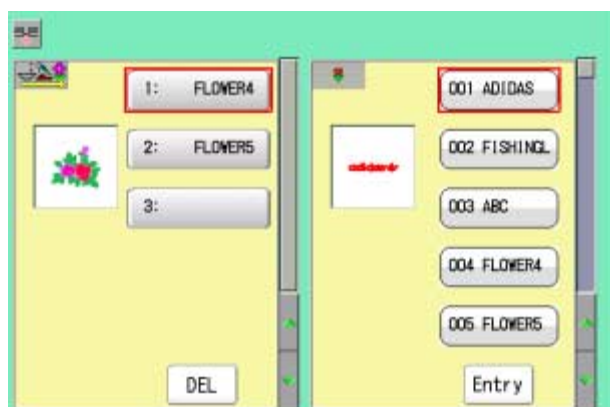 1: FLOWER4
2: FLOWER5
3:
DEL
001 ADIDAS
002 FISHINGL
003 ABC
004 FLOWER4
005 FLOWER5
Entry